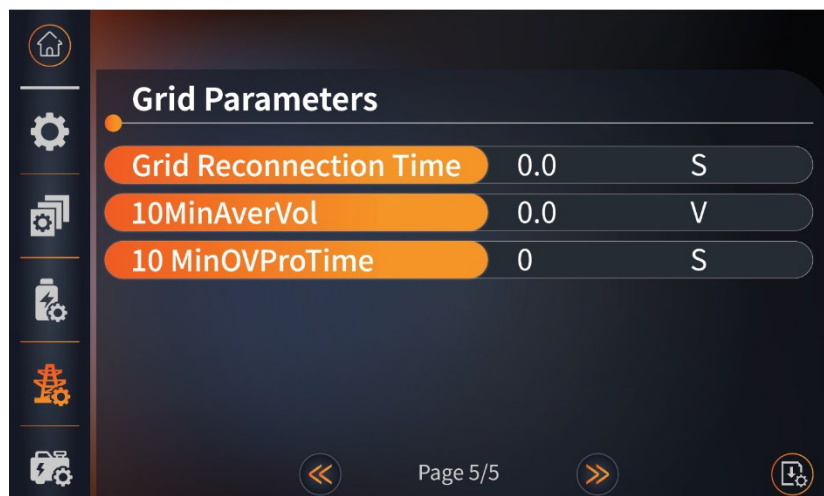 Grid Parameters
Grid Reconnection Time 0.0 S
10MinAverVol 0.0 V
10 MinOVProTime 0 S
Page 5/5